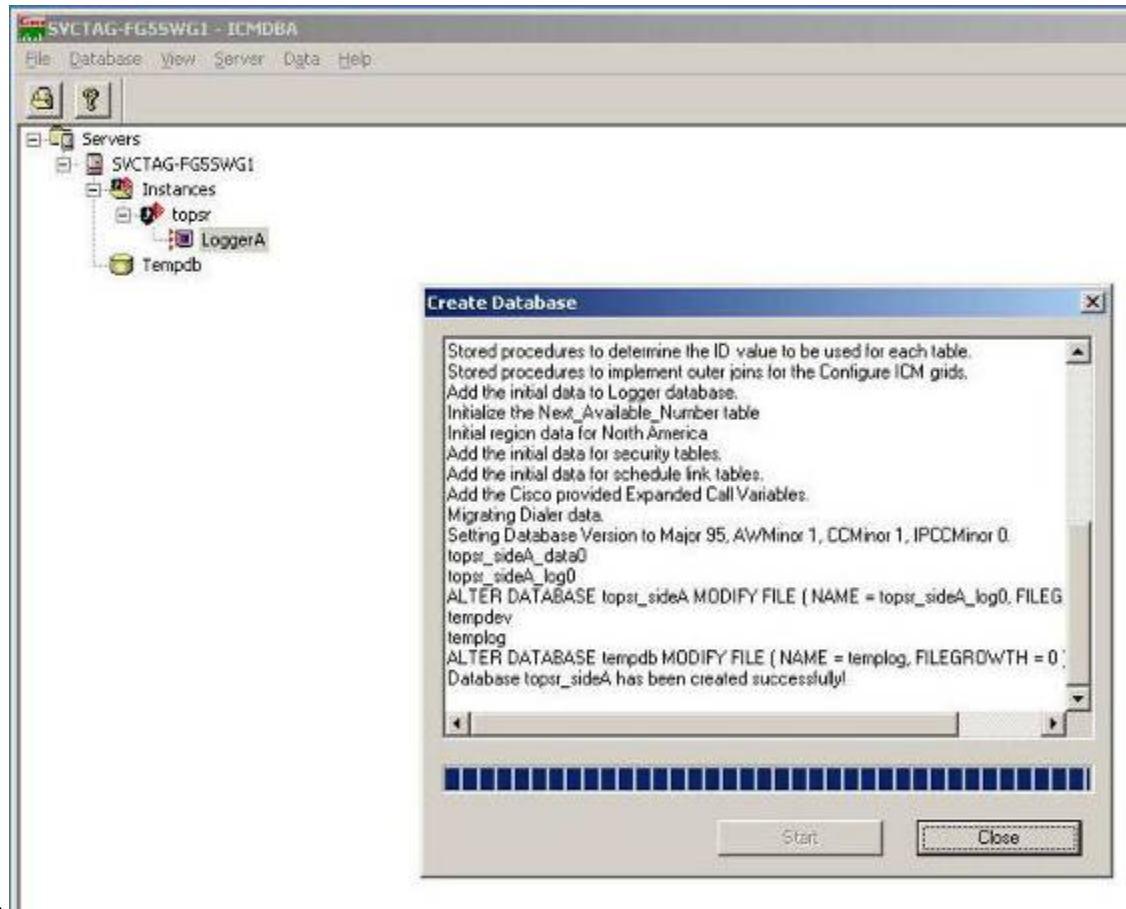 SVCTAG-FG5SWG1 - ICMDBA
File Database View Server Data Help
Servers
SVCTAG-FG5SWG1
Instances
topsr
LoggerA
Tempdb
Create Database
Stored procedures to determine the ID value to be used for each table.
Stored procedures to implement outer joins for the Configure ICM grids.
Add the initial data to Logger database.
Initialize the Next_Available_Number table
Initial region data for North America
Add the initial data for security tables.
Add the initial data for schedule link tables.
Add the Cisco provided Expanded Call Variables.
Migrating Dialer data.
Setting Database Version to Major 95, AWMinor 1, CCMinor 1, IPCCMinor 0.
topsr_sideA_data0
topsr_sideA_log0
ALTER DATABASE topsr_sideA MODIFY FILE ( NAME = topsr_sideA_log0, FILEG
tempdev
templog
ALTER DATABASE tempdb MODIFY FILE ( NAME = templog, FILEGROWTH = 0 )
Database topsr_sideA has been created successfully!
Start
Close